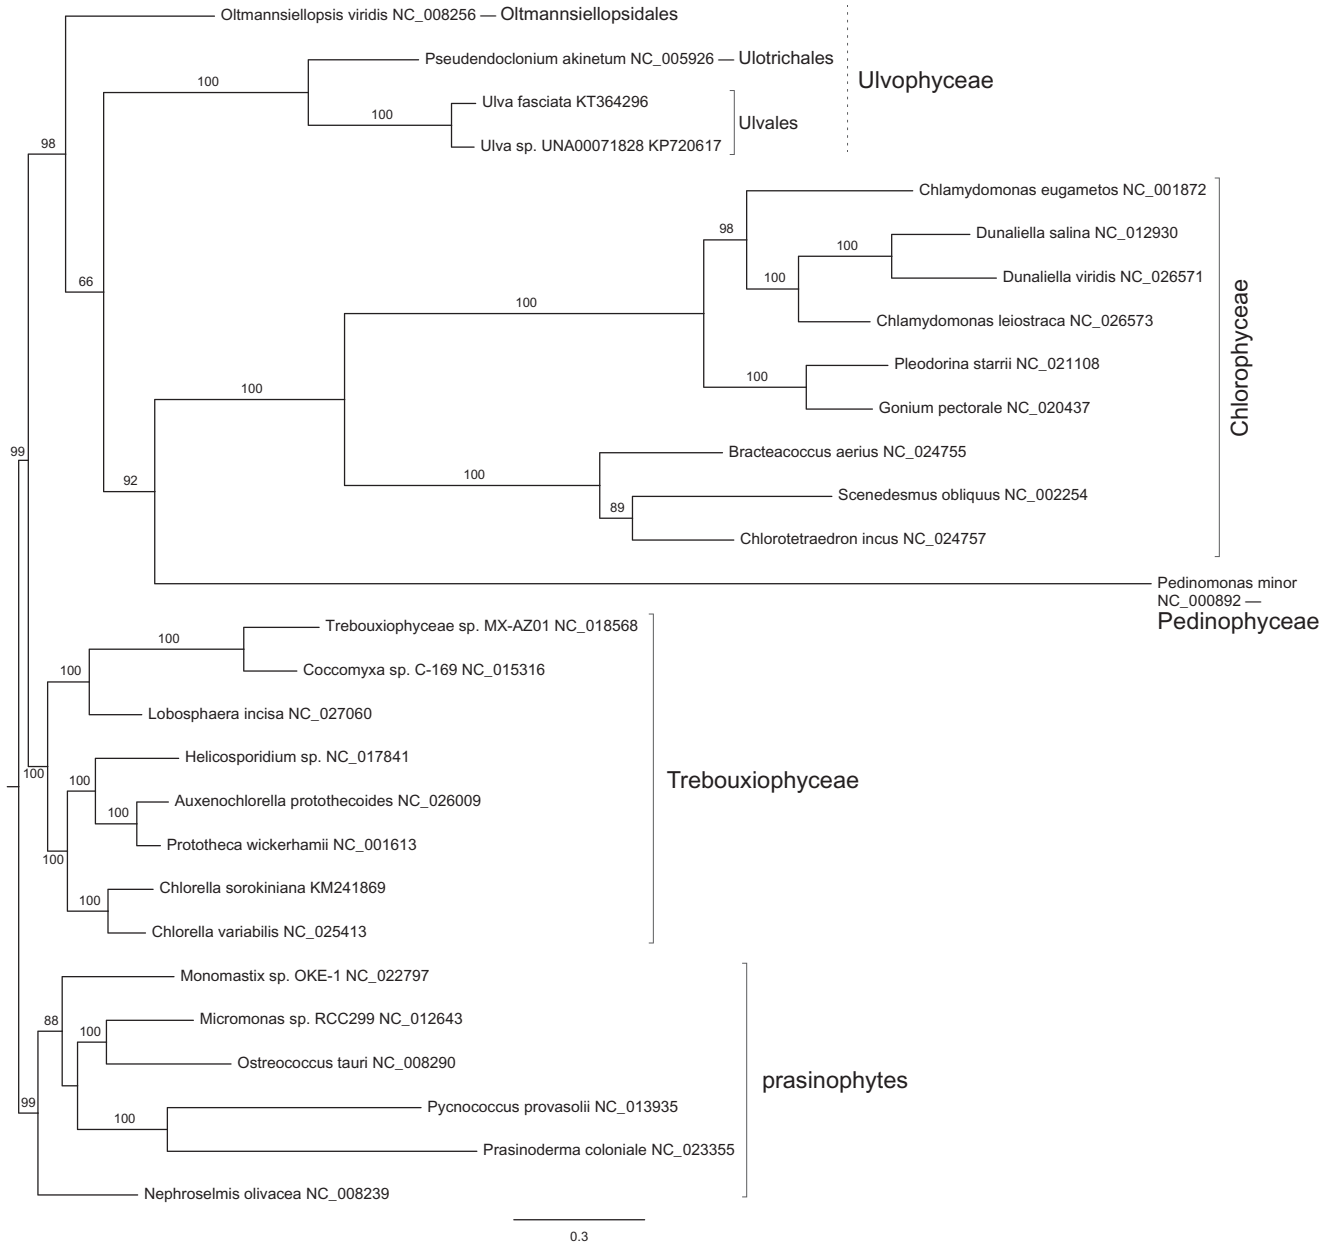 Oltmannsiellopsis viridis NC_008256 — Oltmannsiellopsidales
Pseudendoclonium akinetum NC_005926 — Ulotrichales
100
Ulvophyceae
Ulva fasciata KT364296
100
Ulvales
98
Ulva sp. UNA00071828 KP720617
Chlamydomonas eugametos NC_001872
98
Dunaliella salina NC_012930
100
100
Dunaliella viridis NC_026571
66
100
Chlamydomonas leiostraca NC_026573
Chlorophyceae
Pleodorina starrii NC_021108
100
100
Gonium pectorale NC_020437
99
Bracteacoccus aerius NC_024755
92
100
Scenedesmus obliquus NC_002254
89
Chlorotetraedron incus NC_024757
Pedinomonas minor
NC_000892 —
Pedinophyceae
Trebouxiophyceae sp. MX-AZ01 NC_018568
100
100
Coccomyxa sp. C-169 NC_015316
Lobosphaera incisa NC_027060
Helicosporidium sp. NC_017841
100
100
Trebouxiophyceae
Auxenochlorella protothecoides NC_026009
100
Prototheca wickerhamii NC_001613
100
Chlorella sorokiniana KM241869
100
Chlorella variabilis NC_025413
Monomastix sp. OKE-1 NC_022797
88
Micromonas sp. RCC299 NC_012643
100
Ostreococcus tauri NC_008290
prasinophytes
99
Pycnococcus provasolii NC_013935
100
Prasinoderma coloniale NC_023355
Nephroselmis olivacea NC_008239
0.3